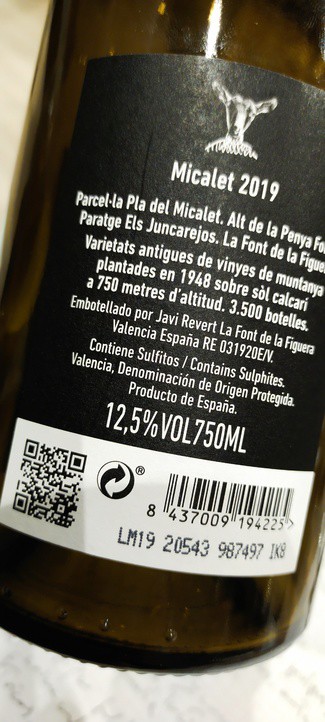 Micalet 2019
Parcel·la Pla del Micalet. Alt de la Penya
Paratge Els Juncarejos. La Font de la
Varietats antigues de vinyes de muntanya
plantades en 1948 sobre sòl calcari
a 750 metres d'altitud. 3.500 botelles.
Embotellado por Javi Revert La Font de la Figuera
Valencia España RE 031920E/V.
Contiene Sulfitos / Contains Sulphites.
Valencia, Denominación de Origen Protegida.
Producto de España.
12,5%VOL750ML
®
8 437009 194225 >
LM19 20543 987497 IK8